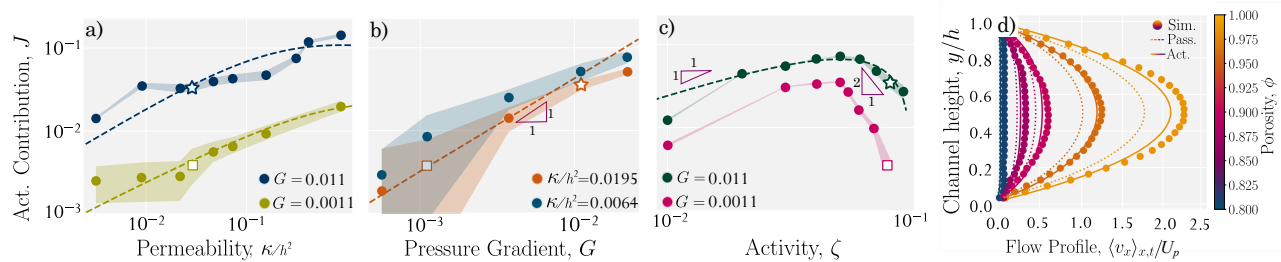 Act. Contribution, J
a)
10⁻¹
10⁻²
10⁻³
G = 0.011
G = 0.0011
10⁻²
10⁻¹
Permeability, κ/h²
b)
1
1
κ/h²=0.0195
κ/h²=0.0064
10⁻³
10⁻²
Pressure Gradient, G
c)
1
1
2
1
G = 0.011
G = 0.0011
10⁻²
10⁻¹
Activity, ζ
Channel height, y/h
d)
1.0
0.8
0.6
0.4
0.2
0.0
Sim.
Pass.
Act.
0.0
0.5
1.0
1.5
2.0
2.5
Flow Profile, ⟨vₓ⟩ₓ,ₜ/Uₚ
1.000
0.975
0.950
0.925
0.900
0.875
0.850
0.825
0.800
Porosity, ϕ